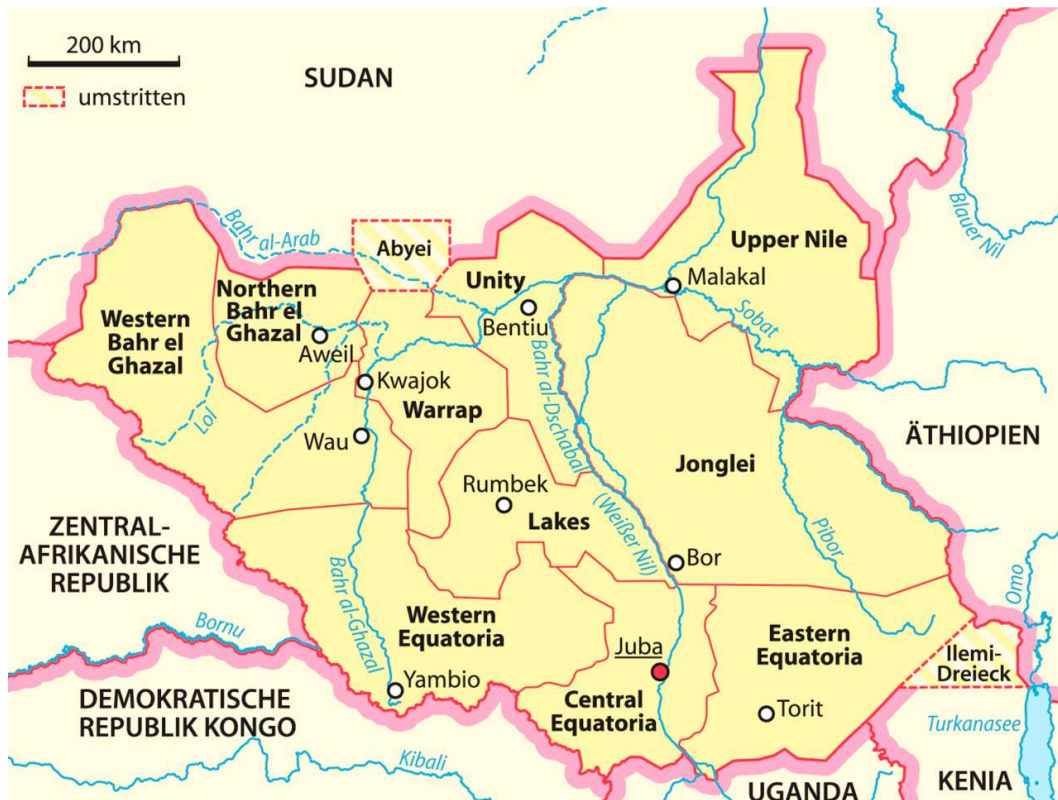 200 km
umstritten
SUDAN
Blauer Nil
Bahr al-Arab
Abyei
Upper Nile
Unity
Malakal
Northern
Bahr el
Ghazal
Western
Bahr el
Ghazal
Bentiu
Sobat
Aweil
Kwajok
Warrap
Lol
Wau
Bahr al-Dschabal
(Weißer Nil)
ÄTHIOPIEN
Jonglei
Rumbek
Lakes
ZENTRAL-
AFRIKANISCHE
REPUBLIK
Pibor
Bor
Omo
Bahr al-Ghazal
Western
Equatoria
Bornu
Juba
Eastern
Equatoria
Ilemi-
Dreieck
Yambio
DEMOKRATISCHE
REPUBLIK KONGO
Central
Equatoria
Torit
Turkanasee
Kibali
UGANDA
KENIA